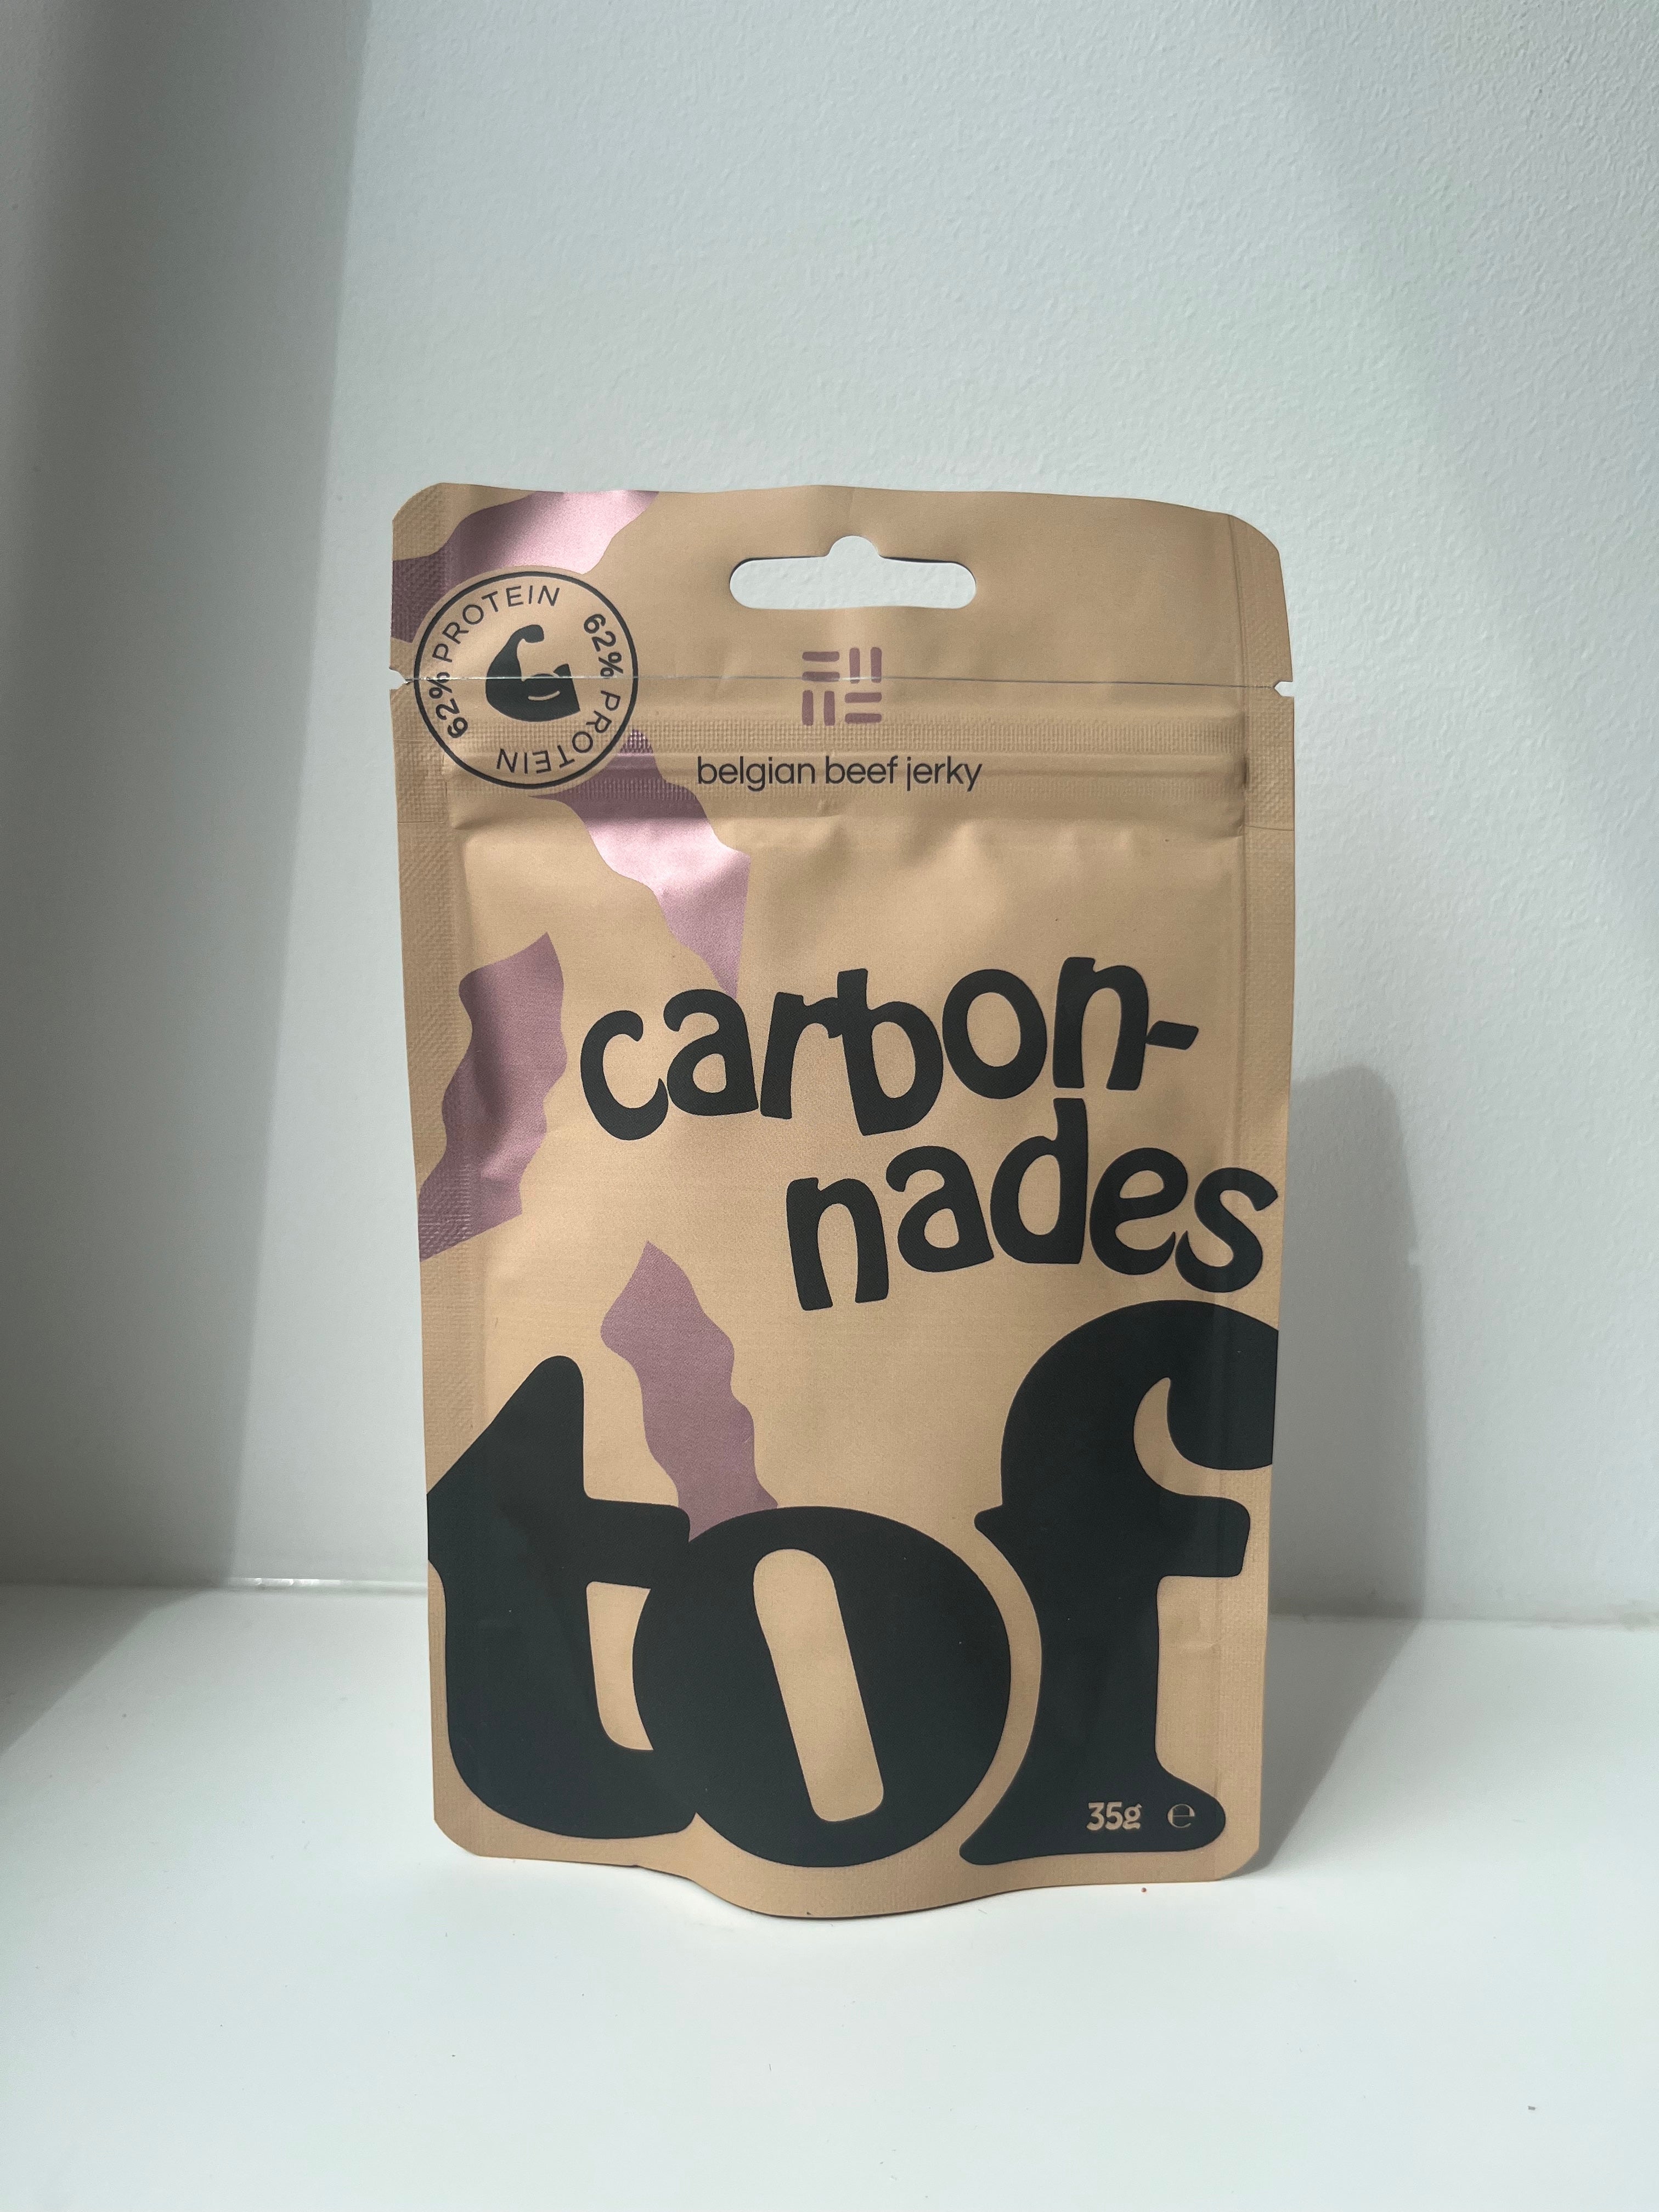 62% PROTEIN 62% PROTEIN
belgian beef jerky
carbon-
nades
tof
35g ℮